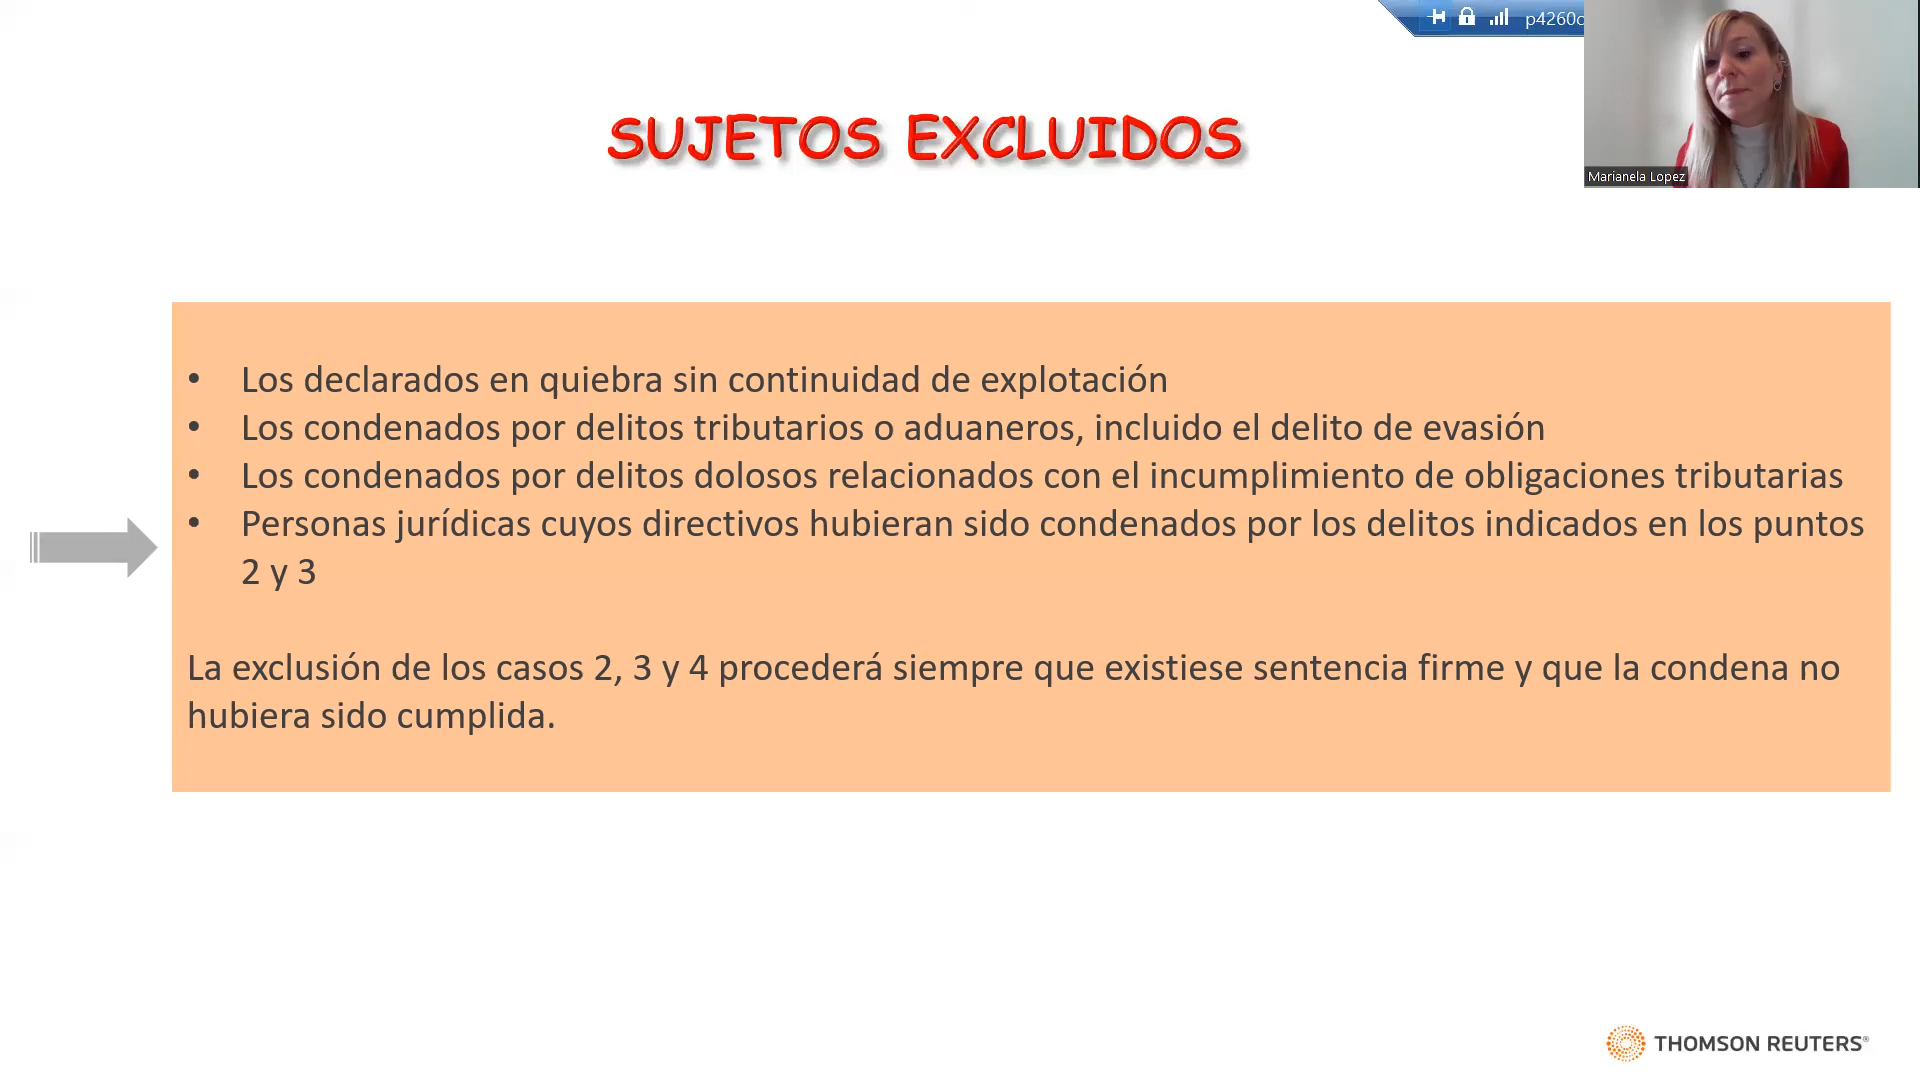 p4260
SUJETOS EXCLUIDOS
Marianela Lopez
• Los declarados en quiebra sin continuidad de explotación
• Los condenados por delitos tributarios o aduaneros, incluido el delito de evasión
• Los condenados por delitos dolosos relacionados con el incumplimiento de obligaciones tributarias
• Personas jurídicas cuyos directivos hubieran sido condenados por los delitos indicados en los puntos
2 y 3
La exclusión de los casos 2, 3 y 4 procederá siempre que existiese sentencia firme y que la condena no
hubiera sido cumplida.
THOMSON REUTERS®